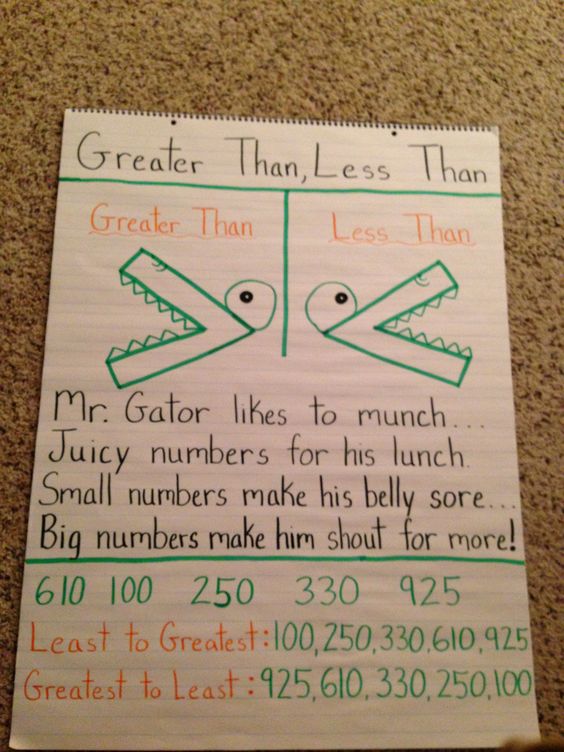 Greater Than, Less Than
Greater Than
Less Than
Mr. Gator likes to munch...
Juicy numbers for his lunch.
Small numbers make his belly sore...
Big numbers make him shout for more!
610 100 250 330 925
Least to Greatest: 100, 250, 330, 610, 925
Greatest to Least: 925, 610, 330, 250, 100